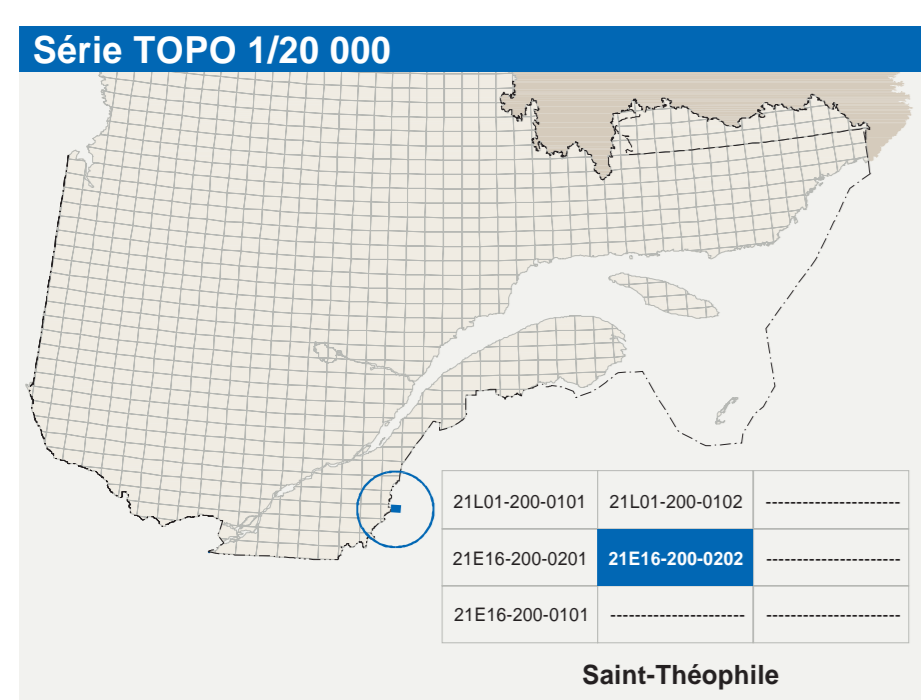 Série TOPO 1/20 000
21L01-200-0101 21L01-200-0102 ---------------------
21E16-200-0201 21E16-200-0202 ---------------------
21E16-200-0101 --------------------- ---------------------
Saint-Théophile